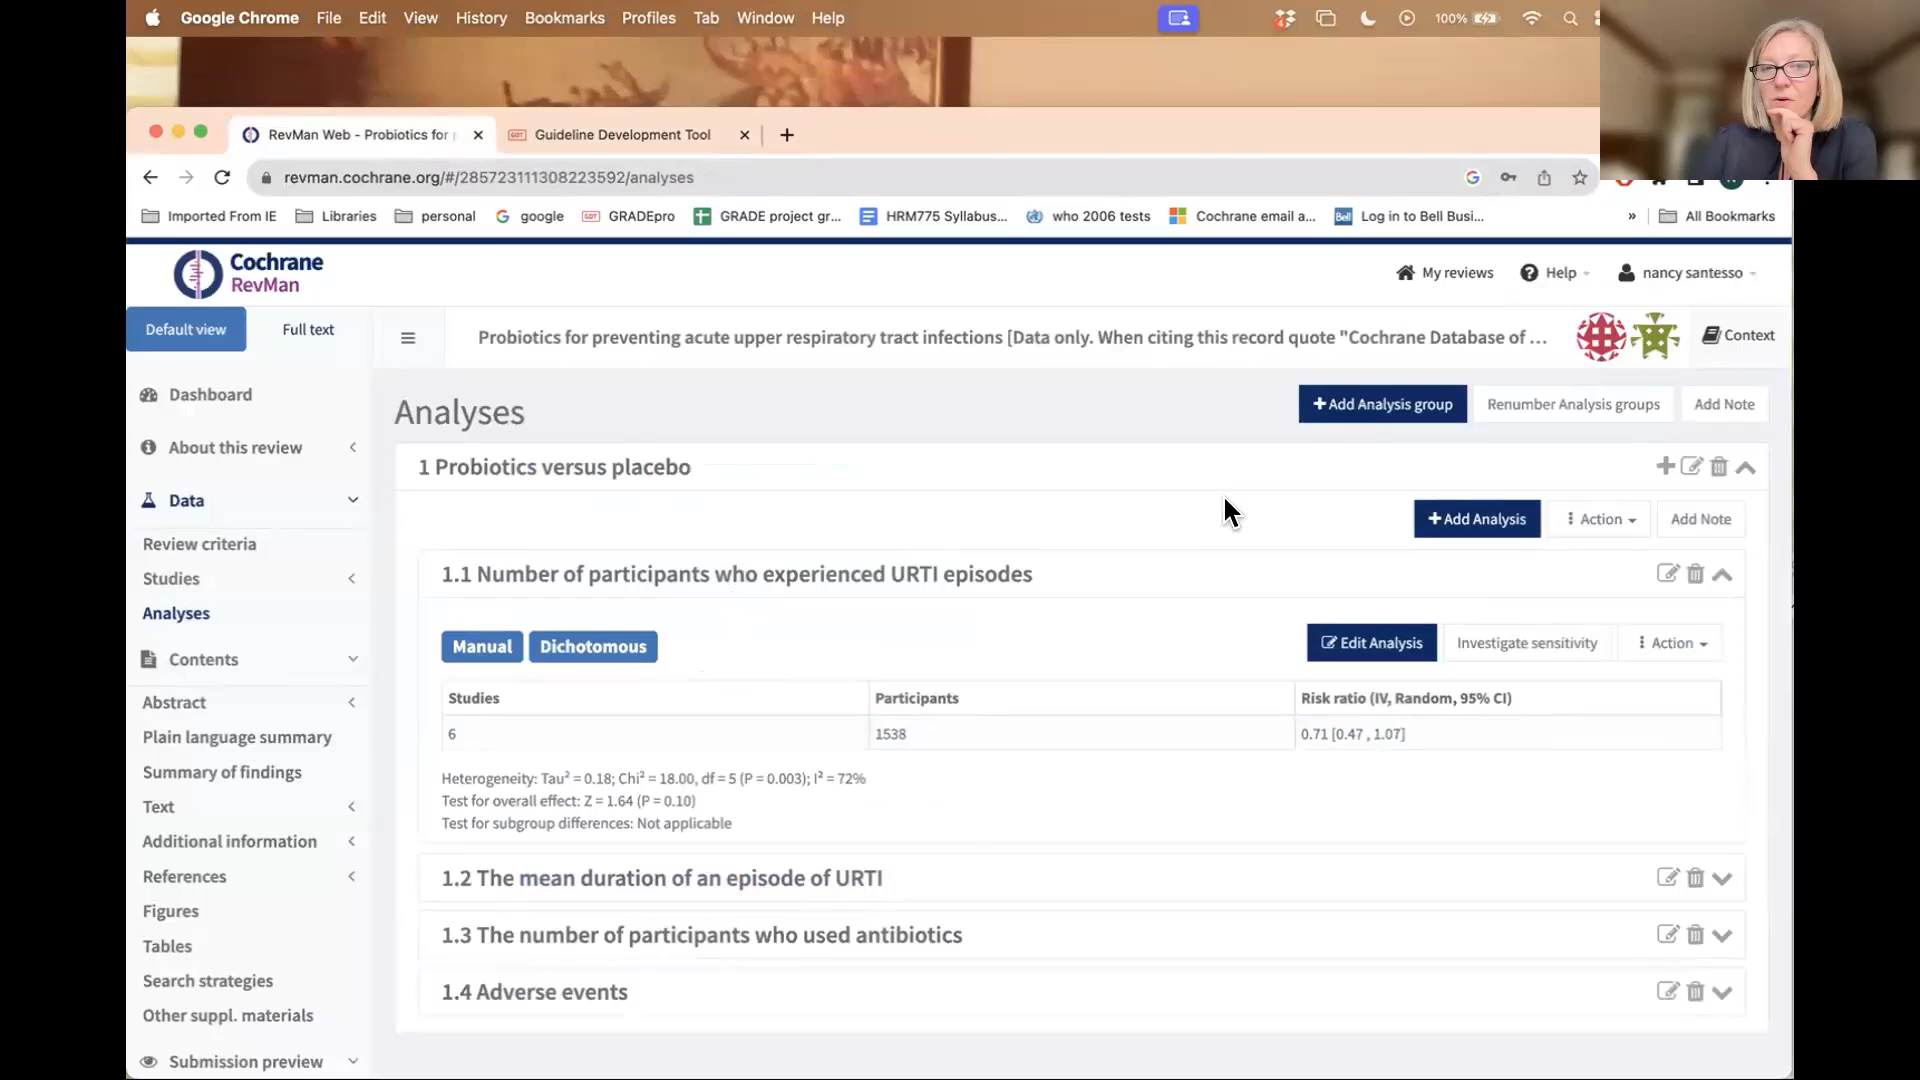 Google Chrome File Edit View History Bookmarks Profiles Tab Window Help 4 100%
RevMan Web - Probiotics for
GDT Guideline Development Tool
revman.cochrane.org/#/285723111308223592/analyses
Imported From IE Libraries personal google GDT GRADEpro GRADE project gr... HRM775 Syllabus... who 2006 tests Cochrane email a... Bell Log in to Bell Busi... » All Bookmarks
Cochrane
RevMan
My reviews Help nancy santesso
Default view Full text
Probiotics for preventing acute upper respiratory tract infections [Data only. When citing this record quote "Cochrane Database of ...
Context
Dashboard
About this review
Data
Review criteria
Studies
Analyses
Contents
Abstract
Plain language summary
Summary of findings
Text
Additional information
References
Figures
Tables
Search strategies
Other suppl. materials
Submission preview
Analyses
+Add Analysis group Renumber Analysis groups Add Note
1 Probiotics versus placebo
+Add Analysis Action Add Note
1.1 Number of participants who experienced URTI episodes
Manual Dichotomous
Edit Analysis Investigate sensitivity Action
Studies Participants Risk ratio (IV, Random, 95% CI)
6 1538 0.71 [0.47 , 1.07]
Heterogeneity: Tau² = 0.18; Chi² = 18.00, df = 5 (P = 0.003); I² = 72%
Test for overall effect: Z = 1.64 (P = 0.10)
Test for subgroup differences: Not applicable
1.2 The mean duration of an episode of URTI
1.3 The number of participants who used antibiotics
1.4 Adverse events